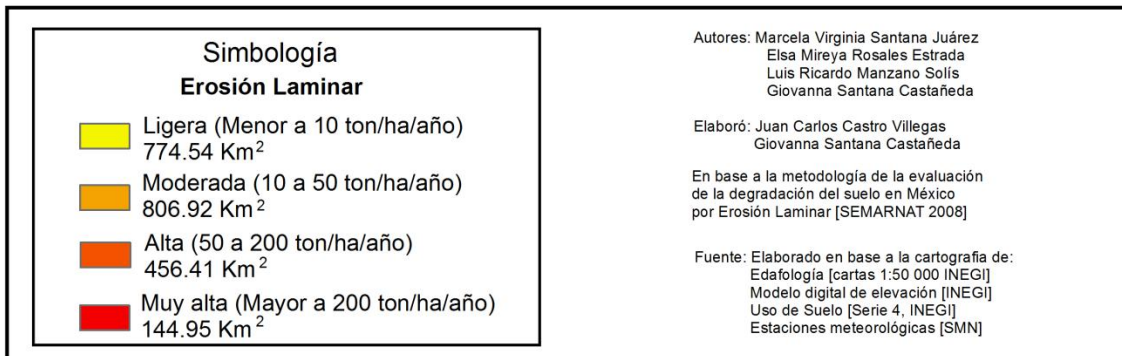 Simbología
Erosión Laminar
Ligera (Menor a 10 ton/ha/año)
774.54 Km²
Moderada (10 a 50 ton/ha/año)
806.92 Km²
Alta (50 a 200 ton/ha/año)
456.41 Km²
Muy alta (Mayor a 200 ton/ha/año)
144.95 Km²
Autores: Marcela Virginia Santana Juárez
Elsa Mireya Rosales Estrada
Luis Ricardo Manzano Solís
Giovanna Santana Castañeda
Elaboró: Juan Carlos Castro Villegas
Giovanna Santana Castañeda
En base a la metodología de la evaluación
de la degradación del suelo en México
por Erosión Laminar [SEMARNAT 2008]
Fuente: Elaborado en base a la cartografia de:
Edafología [cartas 1:50 000 INEGI]
Modelo digital de elevación [INEGI]
Uso de Suelo [Serie 4, INEGI]
Estaciones meteorológicas [SMN]